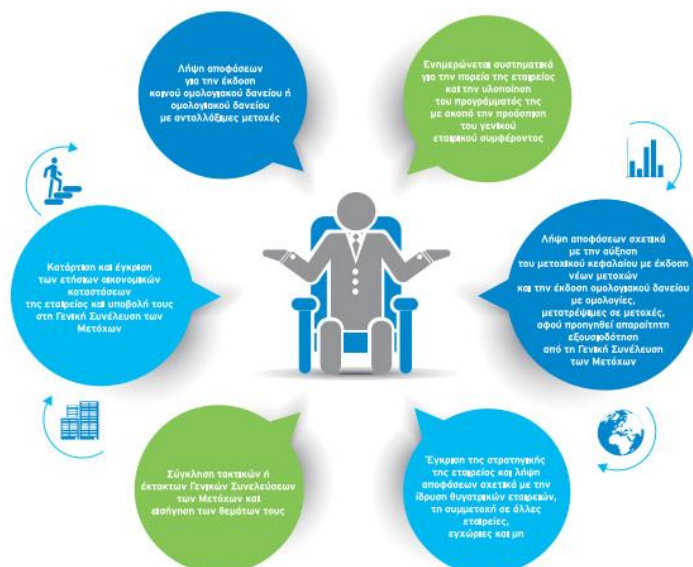 Λήψη αποφάσεων
για την έκδοση
κοινού ομολογιακού δανείου ή
ομολογιακού δανείου
με ανταλλάξιμες μετοχές
Ενημερώνεται συστηματικά
για την πορεία της εταιρείας
και την υλοποίηση
του προγράμματός της
με σκοπό την προάσπιση
του γενικού
εταιρικού συμφέροντος
Κατάρτιση και έγκριση
των ετήσιων οικονομικών
καταστάσεων
της εταιρείας και υποβολή τους
στη Γενική Συνέλευση των
Μετόχων
Λήψη αποφάσεων σχετικά
με την αύξηση
του μετοχικού κεφαλαίου με έκδοση
νέων μετοχών
και την έκδοση ομολογιακού δανείου
με ομολογίες,
μετατρέψιμες σε μετοχές,
αφού προηγηθεί απαραίτητη
εξουσιοδότηση
από τη Γενική Συνέλευση
των Μετόχων
Σύγκληση τακτικών ή
έκτακτων Γενικών Συνελεύσεων
των Μετόχων και
εισήγηση των θεμάτων τους
Έγκριση της στρατηγικής
της εταιρείας και λήψη
αποφάσεων σχετικά με την
ίδρυση θυγατρικών εταιρειών,
τη συμμετοχή σε άλλες
εταιρείες,
εγχώριες και μη